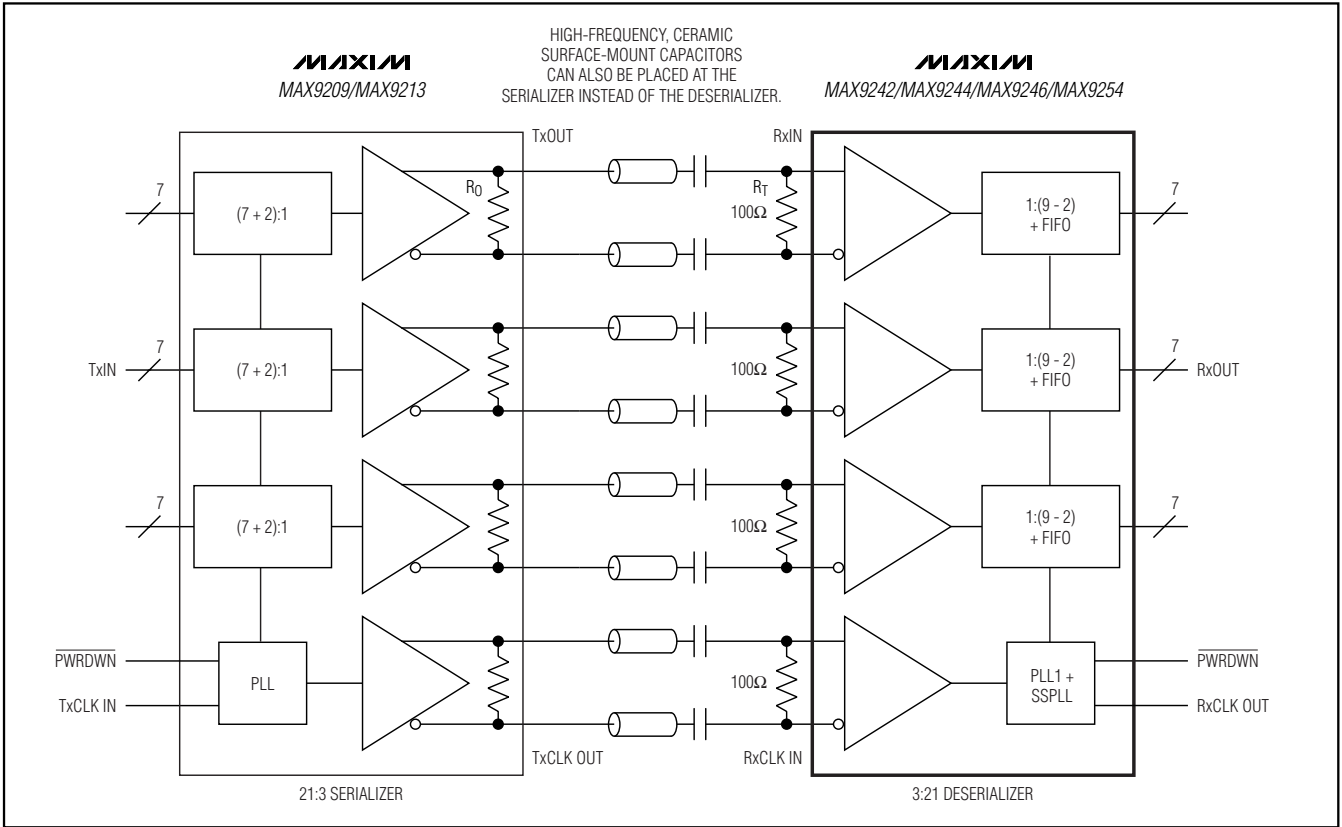 HIGH-FREQUENCY, CERAMIC
SURFACE-MOUNT CAPACITORS
CAN ALSO BE PLACED AT THE
SERIALIZER INSTEAD OF THE DESERIALIZER.
MAXIM
MAX9209/MAX9213
MAXIM
MAX9242/MAX9244/MAX9246/MAX9254
TxOUT
RxIN
7
(7 + 2):1
RO
RT
100Ω
1:(9 - 2)
+ FIFO
7
TxIN
7
(7 + 2):1
100Ω
1:(9 - 2)
+ FIFO
7
RxOUT
7
(7 + 2):1
100Ω
1:(9 - 2)
+ FIFO
7
PWRDWN
TxCLK IN
PLL
100Ω
PLL1 +
SSPLL
PWRDWN
RxCLK OUT
TxCLK OUT
RxCLK IN
21:3 SERIALIZER
3:21 DESERIALIZER